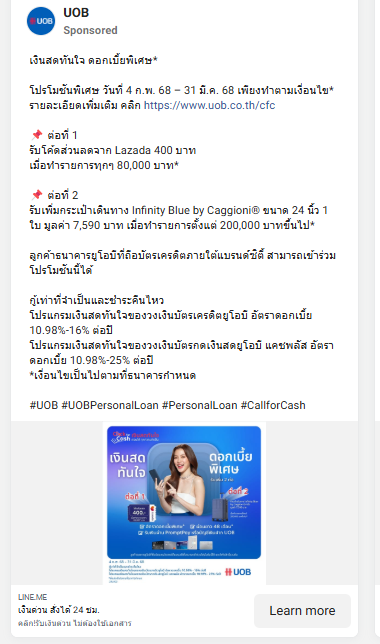 UOB
Sponsored
เงินสดทันใจ ดอกเบี้ยพิเศษ*
โปรโมชันพิเศษ วันที่ 4 ก.พ. 68 – 31 มี.ค. 68 เพียงทำตามเงื่อนไข*
รายละเอียดเพิ่มเติม คลิก https://www.uob.co.th/cfc
📌 ต่อที่ 1
รับโค้ดส่วนลดจาก Lazada 400 บาท
เมื่อทำรายการทุกๆ 80,000 บาท*
📌 ต่อที่ 2
รับเพิ่มกระเป๋าเดินทาง Infinity Blue by Caggioni® ขนาด 24 นิ้ว 1
ใบ มูลค่า 7,590 บาท เมื่อทำรายการตั้งแต่ 200,000 บาทขึ้นไป*
ลูกค้าธนาคารยูโอบีที่ถือบัตรเครดิตภายใต้แบรนด์ซิตี้ สามารถเข้าร่วม
โปรโมชันนี้ได้
กู้เท่าที่จำเป็นและชำระคืนไหว
โปรแกรมเงินสดทันใจของวงเงินบัตรเครดิตยูโอบี อัตราดอกเบี้ย
10.98%-16% ต่อปี
โปรแกรมเงินสดทันใจของวงเงินบัตรกดเงินสดยูโอบี แคชพลัส อัตรา
ดอกเบี้ย 10.98%-25% ต่อปี
*เงื่อนไขเป็นไปตามที่ธนาคารกำหนด
#UOB #UOBPersonalLoan #PersonalLoan #CallforCash
Cash
เงินสด
ทันใจ
ดอกเบี้ย
พิเศษ
ต่อที่ 1
ต่อที่ 2
400.-
UOB
LINE.ME
เงินด่วน สั่งได้ 24 ชม.
คลิก!รับเงินด่วน ไม่ต้องใช้เอกสาร
Learn more